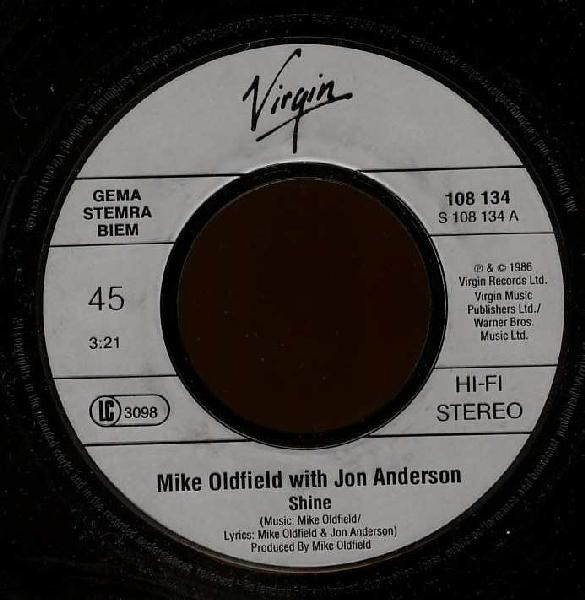 Virgin
GEMA
STEMRA
BIEM
108 134
S 108 134 A
45
3:21
℗ & © 1986
Virgin Records Ltd.
Virgin Music
Publishers Ltd./
Warner Bros.
Music Ltd.
LC 3098
HI-FI
STEREO
Mike Oldfield with Jon Anderson
Shine
(Music: Mike Oldfield/
Lyrics: Mike Oldfield & Jon Anderson)
Produced By Mike Oldfield